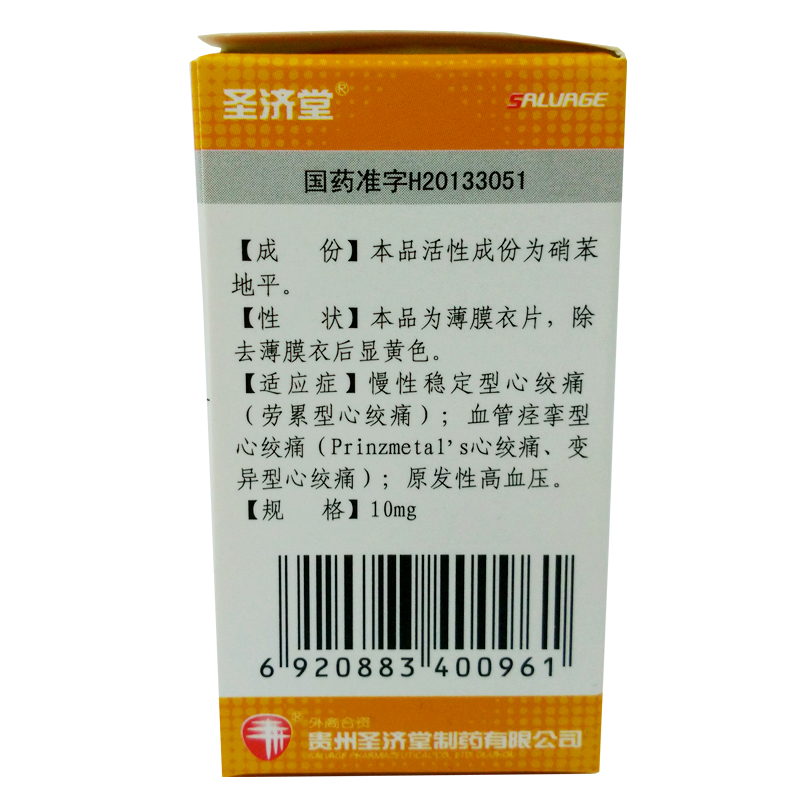 圣济堂®
SALVAGE
国药准字H20133051
【成 份】本品活性成份为硝苯
地平。
【性 状】本品为薄膜衣片，除
去薄膜衣后显黄色。
【适应症】慢性稳定型心绞痛
（劳累型心绞痛）；血管痉挛型
心绞痛（Prinzmetal's心绞痛、变
异型心绞痛）；原发性高血压。
【规 格】10mg
6 920883 400961
® 外商合资
贵州圣济堂制药有限公司